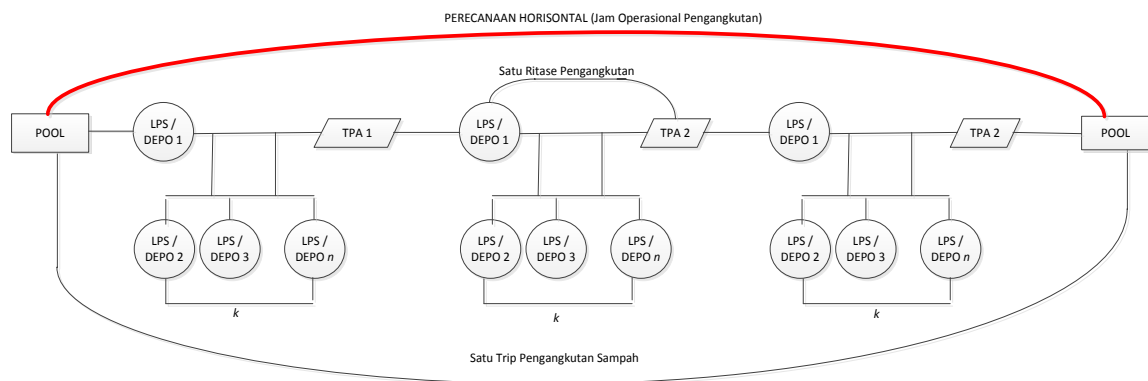 PERECANAAN HORISONTAL (Jam Operasional Pengangkutan)
Satu Ritase Pengangkutan
POOL
LPS /
DEPO 1
TPA 1
LPS /
DEPO 1
TPA 2
LPS /
DEPO 1
TPA 2
POOL
LPS /
DEPO 2
LPS /
DEPO 3
LPS /
DEPO n
LPS /
DEPO 2
LPS /
DEPO 3
LPS /
DEPO n
LPS /
DEPO 2
LPS /
DEPO 3
LPS /
DEPO n
k
k
k
Satu Trip Pengangkutan Sampah